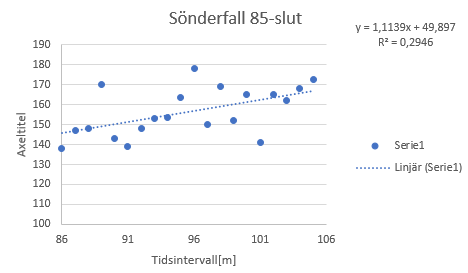 Sönderfall 85-slut
y = 1,1139x + 49,897
R² = 0,2946
190
180
170
160
150
140
130
120
110
100
Axeltitel
86 91 96 101 106
Tidsintervall[m]
Serie1
Linjär (Serie1)